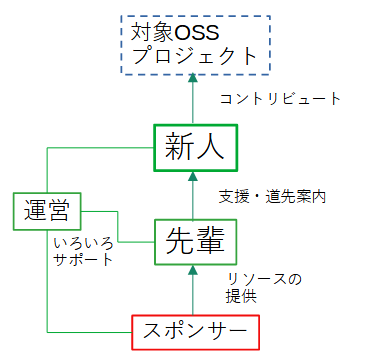 対象OSS
プロジェクト
コントリビュート
新人
支援・道先案内
運営
先輩
いろいろ
サポート
リソースの
提供
スポンサー